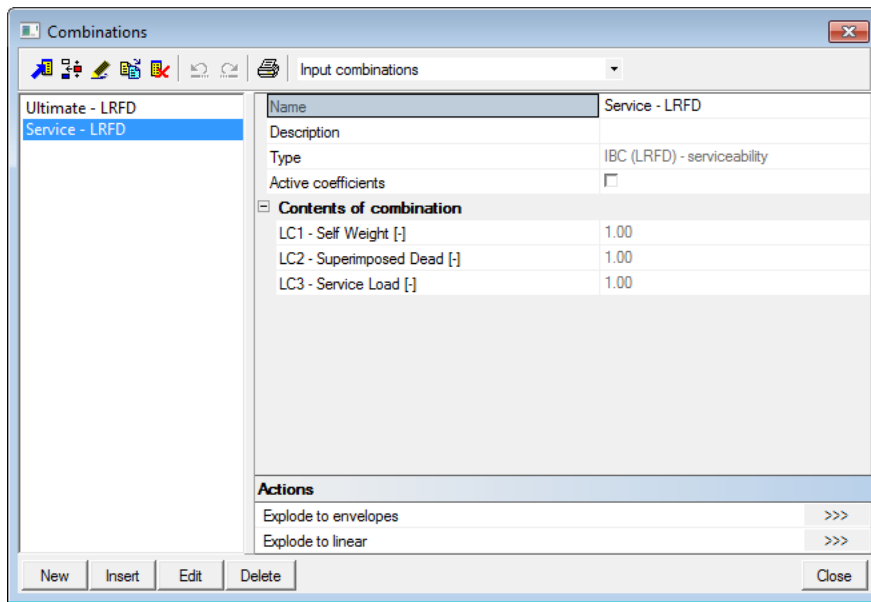 Combinations
Input combinations
Ultimate - LRFD
Service - LRFD
Name Service - LRFD
Description
Type IBC (LRFD) - serviceability
Active coefficients
Contents of combination
LC1 - Self Weight [-] 1.00
LC2 - Superimposed Dead [-] 1.00
LC3 - Service Load [-] 1.00
Actions
Explode to envelopes >>>
Explode to linear >>>
New Insert Edit Delete Close